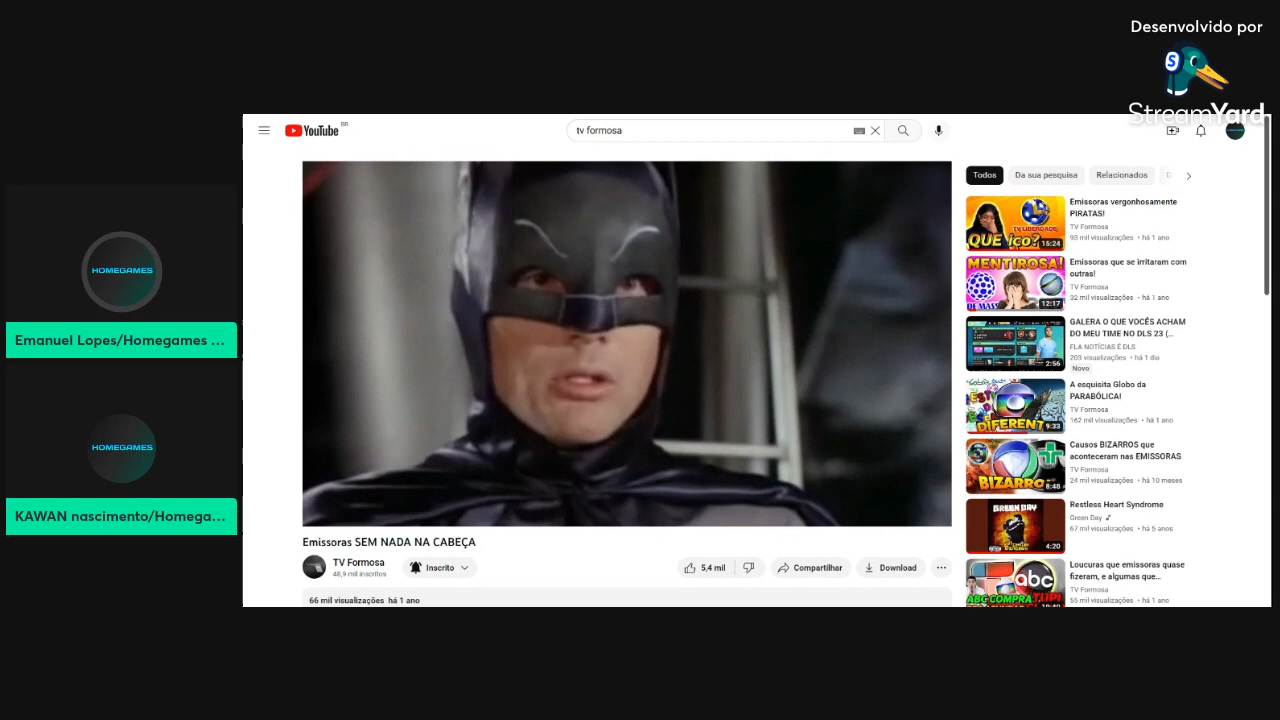 Desenvolvido por
StreamYard
YouTube BR
tv formosa
Todos
Da sua pesquisa
Relacionados
HOMEGAMES
Emanuel Lopes/Homegames ...
HOMEGAMES
KAWAN nascimento/Homega...
Emissoras SEM NADA NA CABEÇA
TV Formosa
48,9 mil inscritos
Inscrito
5,4 mil
Compartilhar
Download
66 mil visualizações há 1 ano
TV LIBERDADE
QUE IÇO?
15:24
Emissoras vergonhosamente
PIRATAS!
TV Formosa
93 mil visualizações • há 1 ano
MENTIROSA!
12:17
Emissoras que se irritaram com
outras!
TV Formosa
32 mil visualizações • há 1 ano
2:56
GALERA O QUE VOCÊS ACHAM
DO MEU TIME NO DLS 23 (...
FLA NOTÍCIAS É DLS
203 visualizações • há 1 dia
Novo
DIFERENT
9:33
A esquisita Globo da
PARABÓLICA!
TV Formosa
162 mil visualizações • há 1 ano
BIZARRO
8:48
Causos BIZARROS que
aconteceram nas EMISSORAS
TV Formosa
24 mil visualizações • há 10 meses
GREEN DAY
4:20
Restless Heart Syndrome
Green Day
67 mil visualizações • há 5 anos
abc
ABC COMPRA TUPI
Loucuras que emissoras quase
fizeram, e algumas que...
TV Formosa
55 mil visualizações • há 1 ano